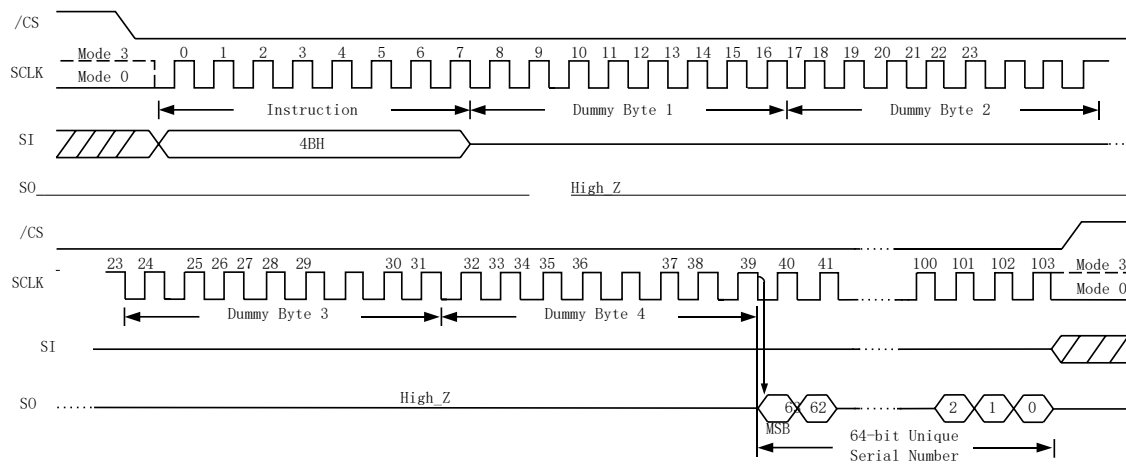 /CS
Mode 3 0 1 2 3 4 5 6 7 8 9 10 11 12 13 14 15 16 17 18 19 20 21 22 23
SCLK Mode 0
Instruction Dummy Byte 1 Dummy Byte 2
SI 4BH
SO High_Z
/CS
23 24 25 26 27 28 29 30 31 32 33 34 35 36 37 38 39 40 41 100 101 102 103 Mode 3
SCLK Mode 0
Dummy Byte 3 Dummy Byte 4
SI
SO High_Z 63 62 2 1 0
MSB 64-bit Unique
Serial Number